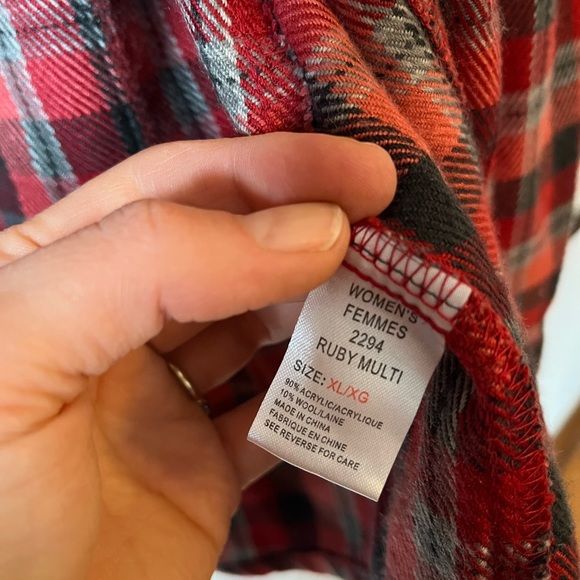 WOMEN'S
FEMMES
2294
RUBY MULTI
SIZE: XL/XG
90% ACRYLIC/ACRYLIQUE
10% WOOL/LAINE
MADE IN CHINA
FABRIQUE EN CHINE
SEE REVERSE FOR CARE